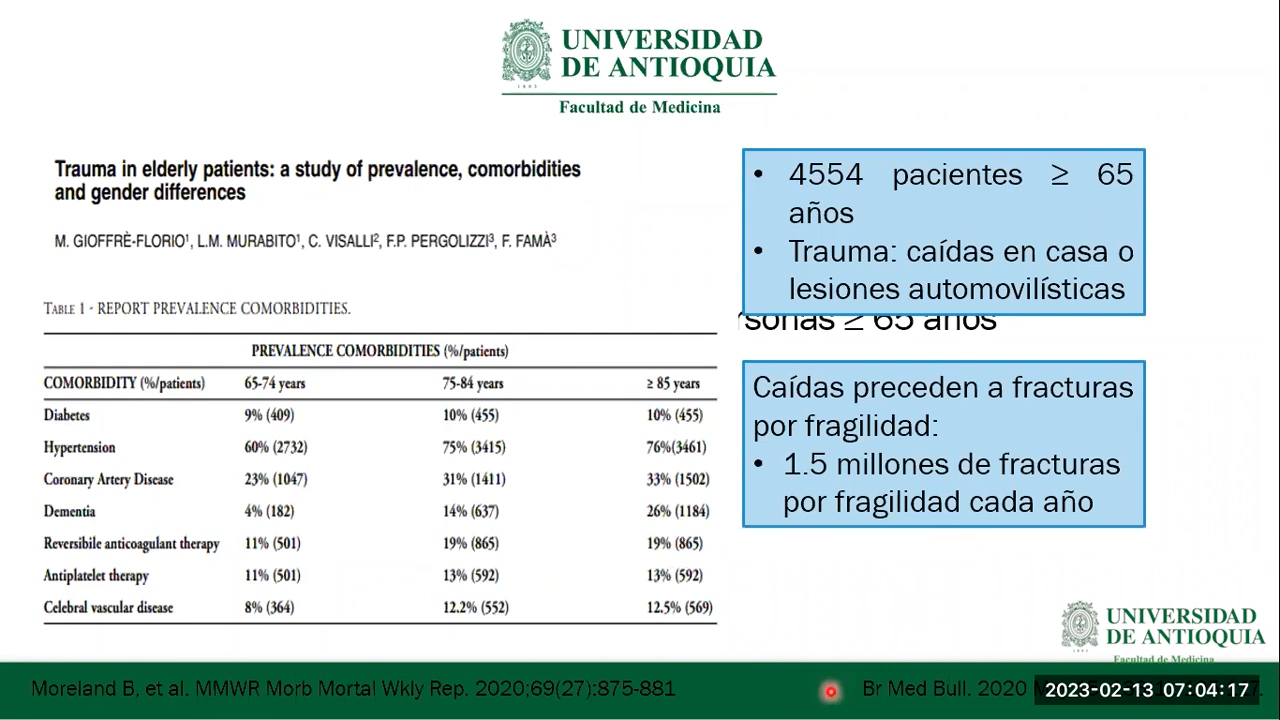 UNIVERSIDAD
DE ANTIOQUIA
1803
Facultad de Medicina
Trauma in elderly patients: a study of prevalence, comorbidities
and gender differences
M. GIOFFRÈ-FLORIO¹, L.M. MURABITO¹, C. VISALLI², F.P. PERGOLIZZI³, F. FAMÀ³
TABLE 1 - REPORT PREVALENCE COMORBIDITIES.
PREVALENCE COMORBIDITIES (%/patients)
COMORBIDITY (%/patients) 65-74 years 75-84 years ≥ 85 years
Diabetes 9% (409) 10% (455) 10% (455)
Hypertension 60% (2732) 75% (3415) 76%(3461)
Coronary Artery Disease 23% (1047) 31% (1411) 33% (1502)
Dementia 4% (182) 14% (637) 26% (1184)
Reversibile anticoagulant therapy 11% (501) 19% (865) 19% (865)
Antiplatelet therapy 11% (501) 13% (592) 13% (592)
Celebral vascular disease 8% (364) 12.2% (552) 12.5% (569)
• 4554 pacientes ≥ 65
años
• Trauma: caídas en casa o
lesiones automovilísticas
rsonas ≥ 65 años
Caídas preceden a fracturas
por fragilidad:
• 1.5 millones de fracturas
por fragilidad cada año
UNIVERSIDAD
DE ANTIOQUIA
Facultad de Medicina
Moreland B, et al. MMWR Morb Mortal Wkly Rep. 2020;69(27):875-881
Br Med Bull. 2020
2023-02-13 07:04:17